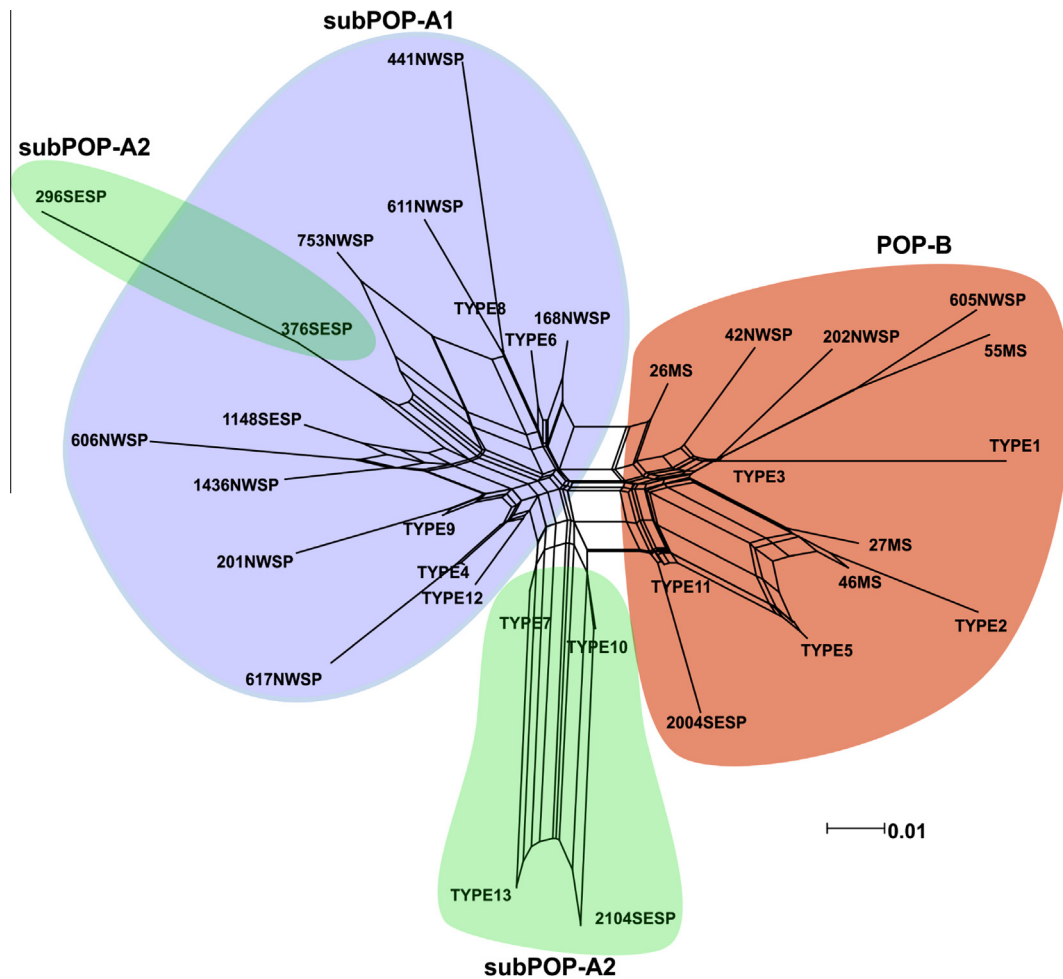 subPOP-A1
441NWSP
subPOP-A2
296SESP
611NWSP
753NWSP
POP-B
605NWSP
TYPE8
168NWSP
376SESP
TYPE6
42NWSP
202NWSP
55MS
26MS
1148SESP
606NWSP
TYPE1
TYPE3
1436NWSP
TYPE9
201NWSP
27MS
TYPE4
TYPE11
46MS
TYPE12
TYPE7
TYPE10
TYPE2
TYPE5
617NWSP
2004SESP
0.01
TYPE13
2104SESP
subPOP-A2